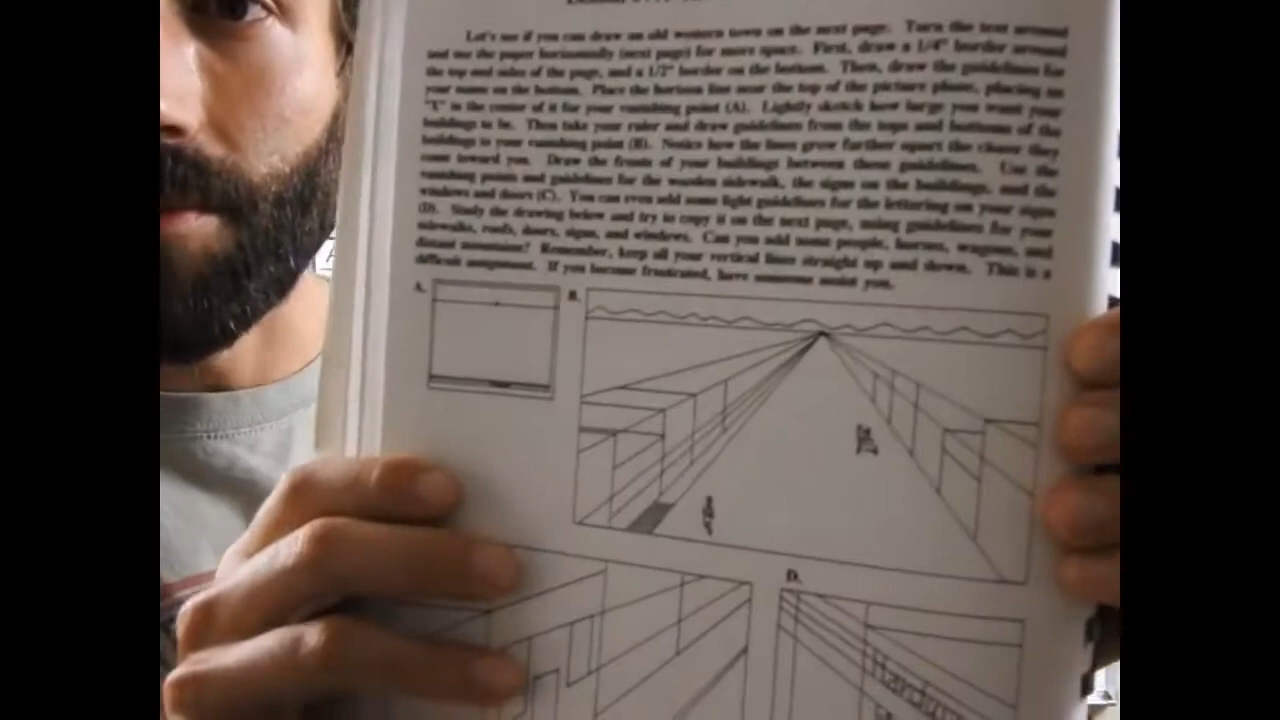 Let's see if you can draw an old western town on the next page. Turn this text around
and use the paper horizontally (next page) for more space. First, draw a 1/4" border around
the top and sides of the page, and a 1/2" border on the bottom. Then, draw the guidelines for
your name on the bottom. Place the horizon line near the top of the picture plane, placing an
"X" in the center of it for your vanishing point (A). Lightly sketch how large you want your
buildings to be. Then take your ruler and draw guidelines from the tops and bottoms of the
buildings to your vanishing point (B). Notice how the lines grow further apart the closer they
come toward you. Draw the fronts of your buildings between these guidelines. Use the
vanishing points and guidelines for the wooden sidewalk, the signs on the buildings, and the
windows and doors (C). You can even add some light guidelines for the lettering on your signs
(D). Study the drawing below and try to copy it on the next page, using guidelines for your
sidewalks, roofs, doors, signs, and windows. Can you add some people, horses, wagons, and
distant mountains? Remember, keep all your vertical lines straight up and down. This is a
difficult assignment. If you become frustrated, have someone assist you.
A.
B.
D.